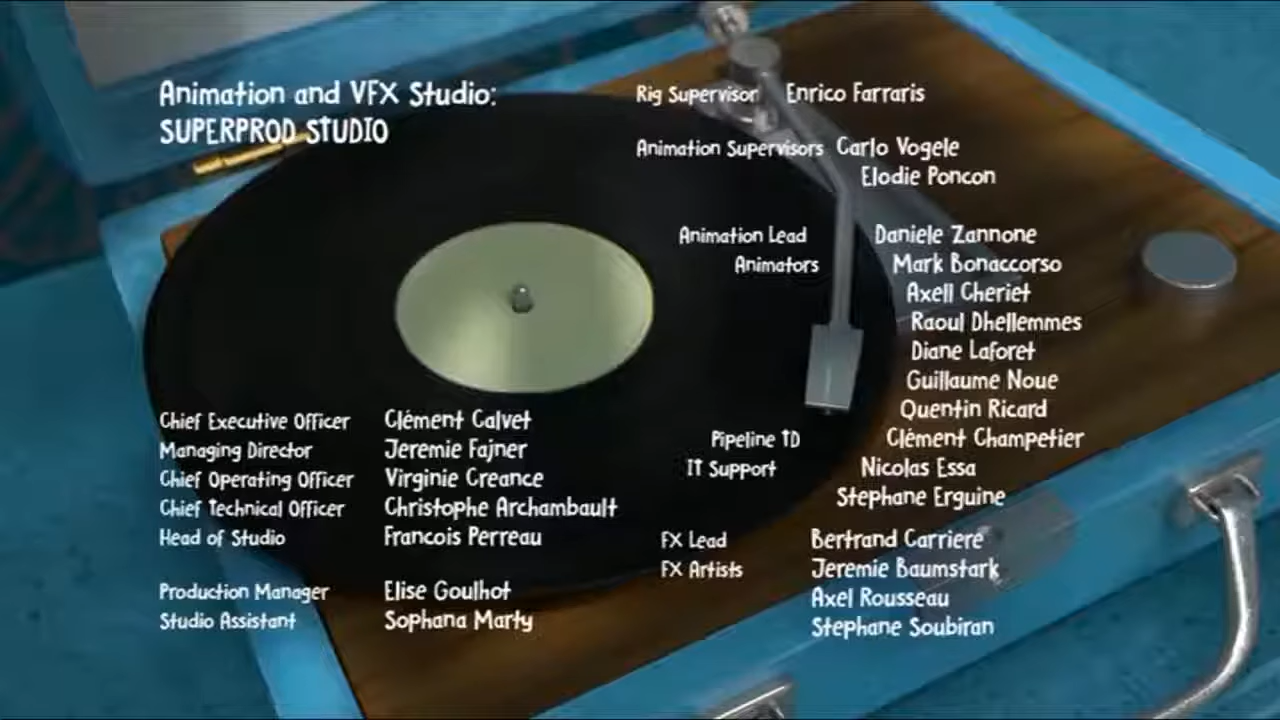 Animation and VFX Studio:
SUPERPROD STUDIO
Chief Executive Officer Clément Calvet
Managing Director Jeremie Fajner
Chief Operating Officer Virginie Creance
Chief Technical Officer Christophe Archambault
Head of Studio Francois Perreau
Production Manager Elise Goulhot
Studio Assistant Sophana Marty
Rig Supervisor Enrico Farraris
Animation Supervisors Carlo Vogele
Elodie Poncon
Animation Lead Daniele Zannone
Animators Mark Bonaccorso
Axell Cheriet
Raoul Dhellemmes
Diane Laforet
Guillaume Noue
Quentin Ricard
Pipeline TD Clément Champetier
IT Support Nicolas Essa
Stephane Erguine
FX Lead Bertrand Carriere
FX Artists Jeremie Baumstark
Axel Rousseau
Stephane Soubiran